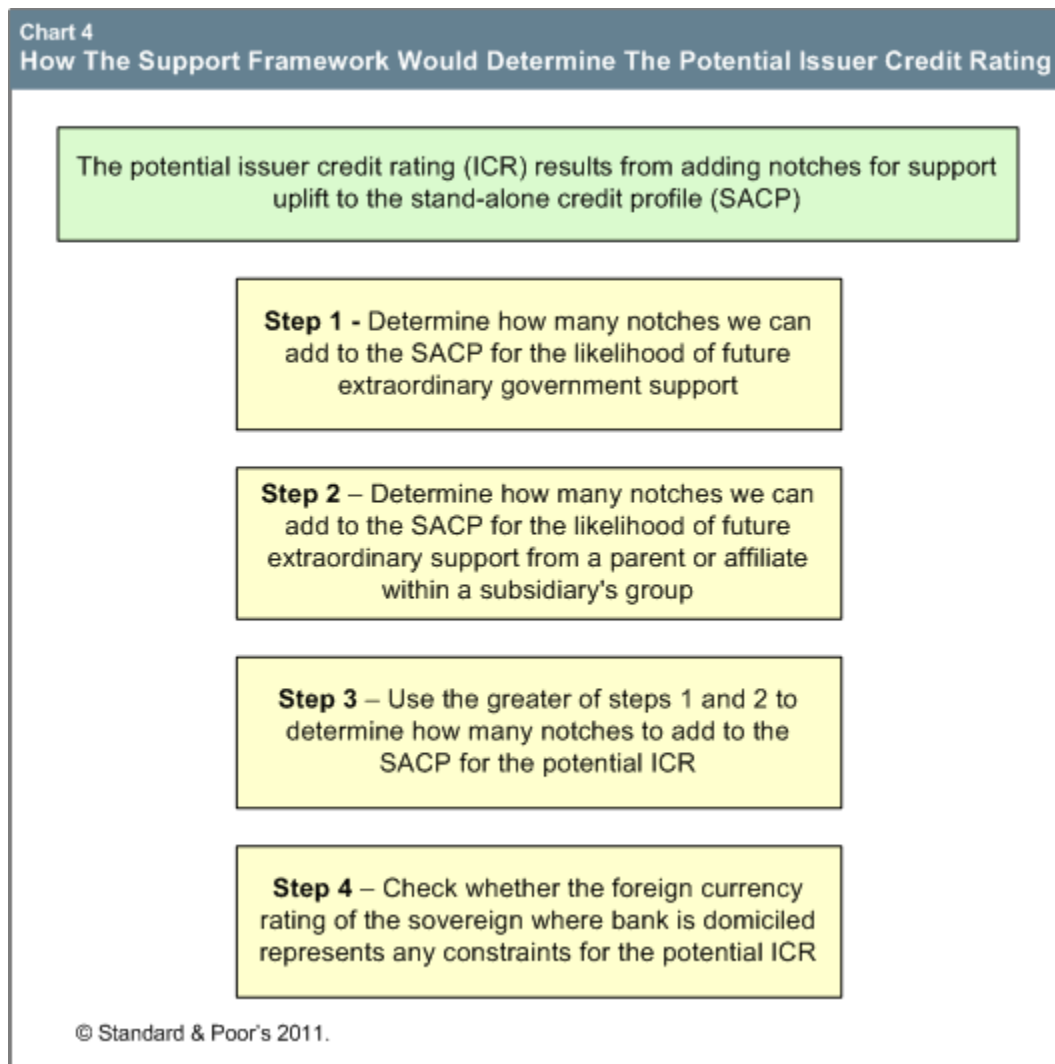 Chart 4
How The Support Framework Would Determine The Potential Issuer Credit Rating
The potential issuer credit rating (ICR) results from adding notches for support
uplift to the stand-alone credit profile (SACP)
Step 1 - Determine how many notches we can
add to the SACP for the likelihood of future
extraordinary government support
Step 2 – Determine how many notches we can
add to the SACP for the likelihood of future
extraordinary support from a parent or affiliate
within a subsidiary's group
Step 3 – Use the greater of steps 1 and 2 to
determine how many notches to add to the
SACP for the potential ICR
Step 4 – Check whether the foreign currency
rating of the sovereign where bank is domiciled
represents any constraints for the potential ICR
© Standard & Poor's 2011.